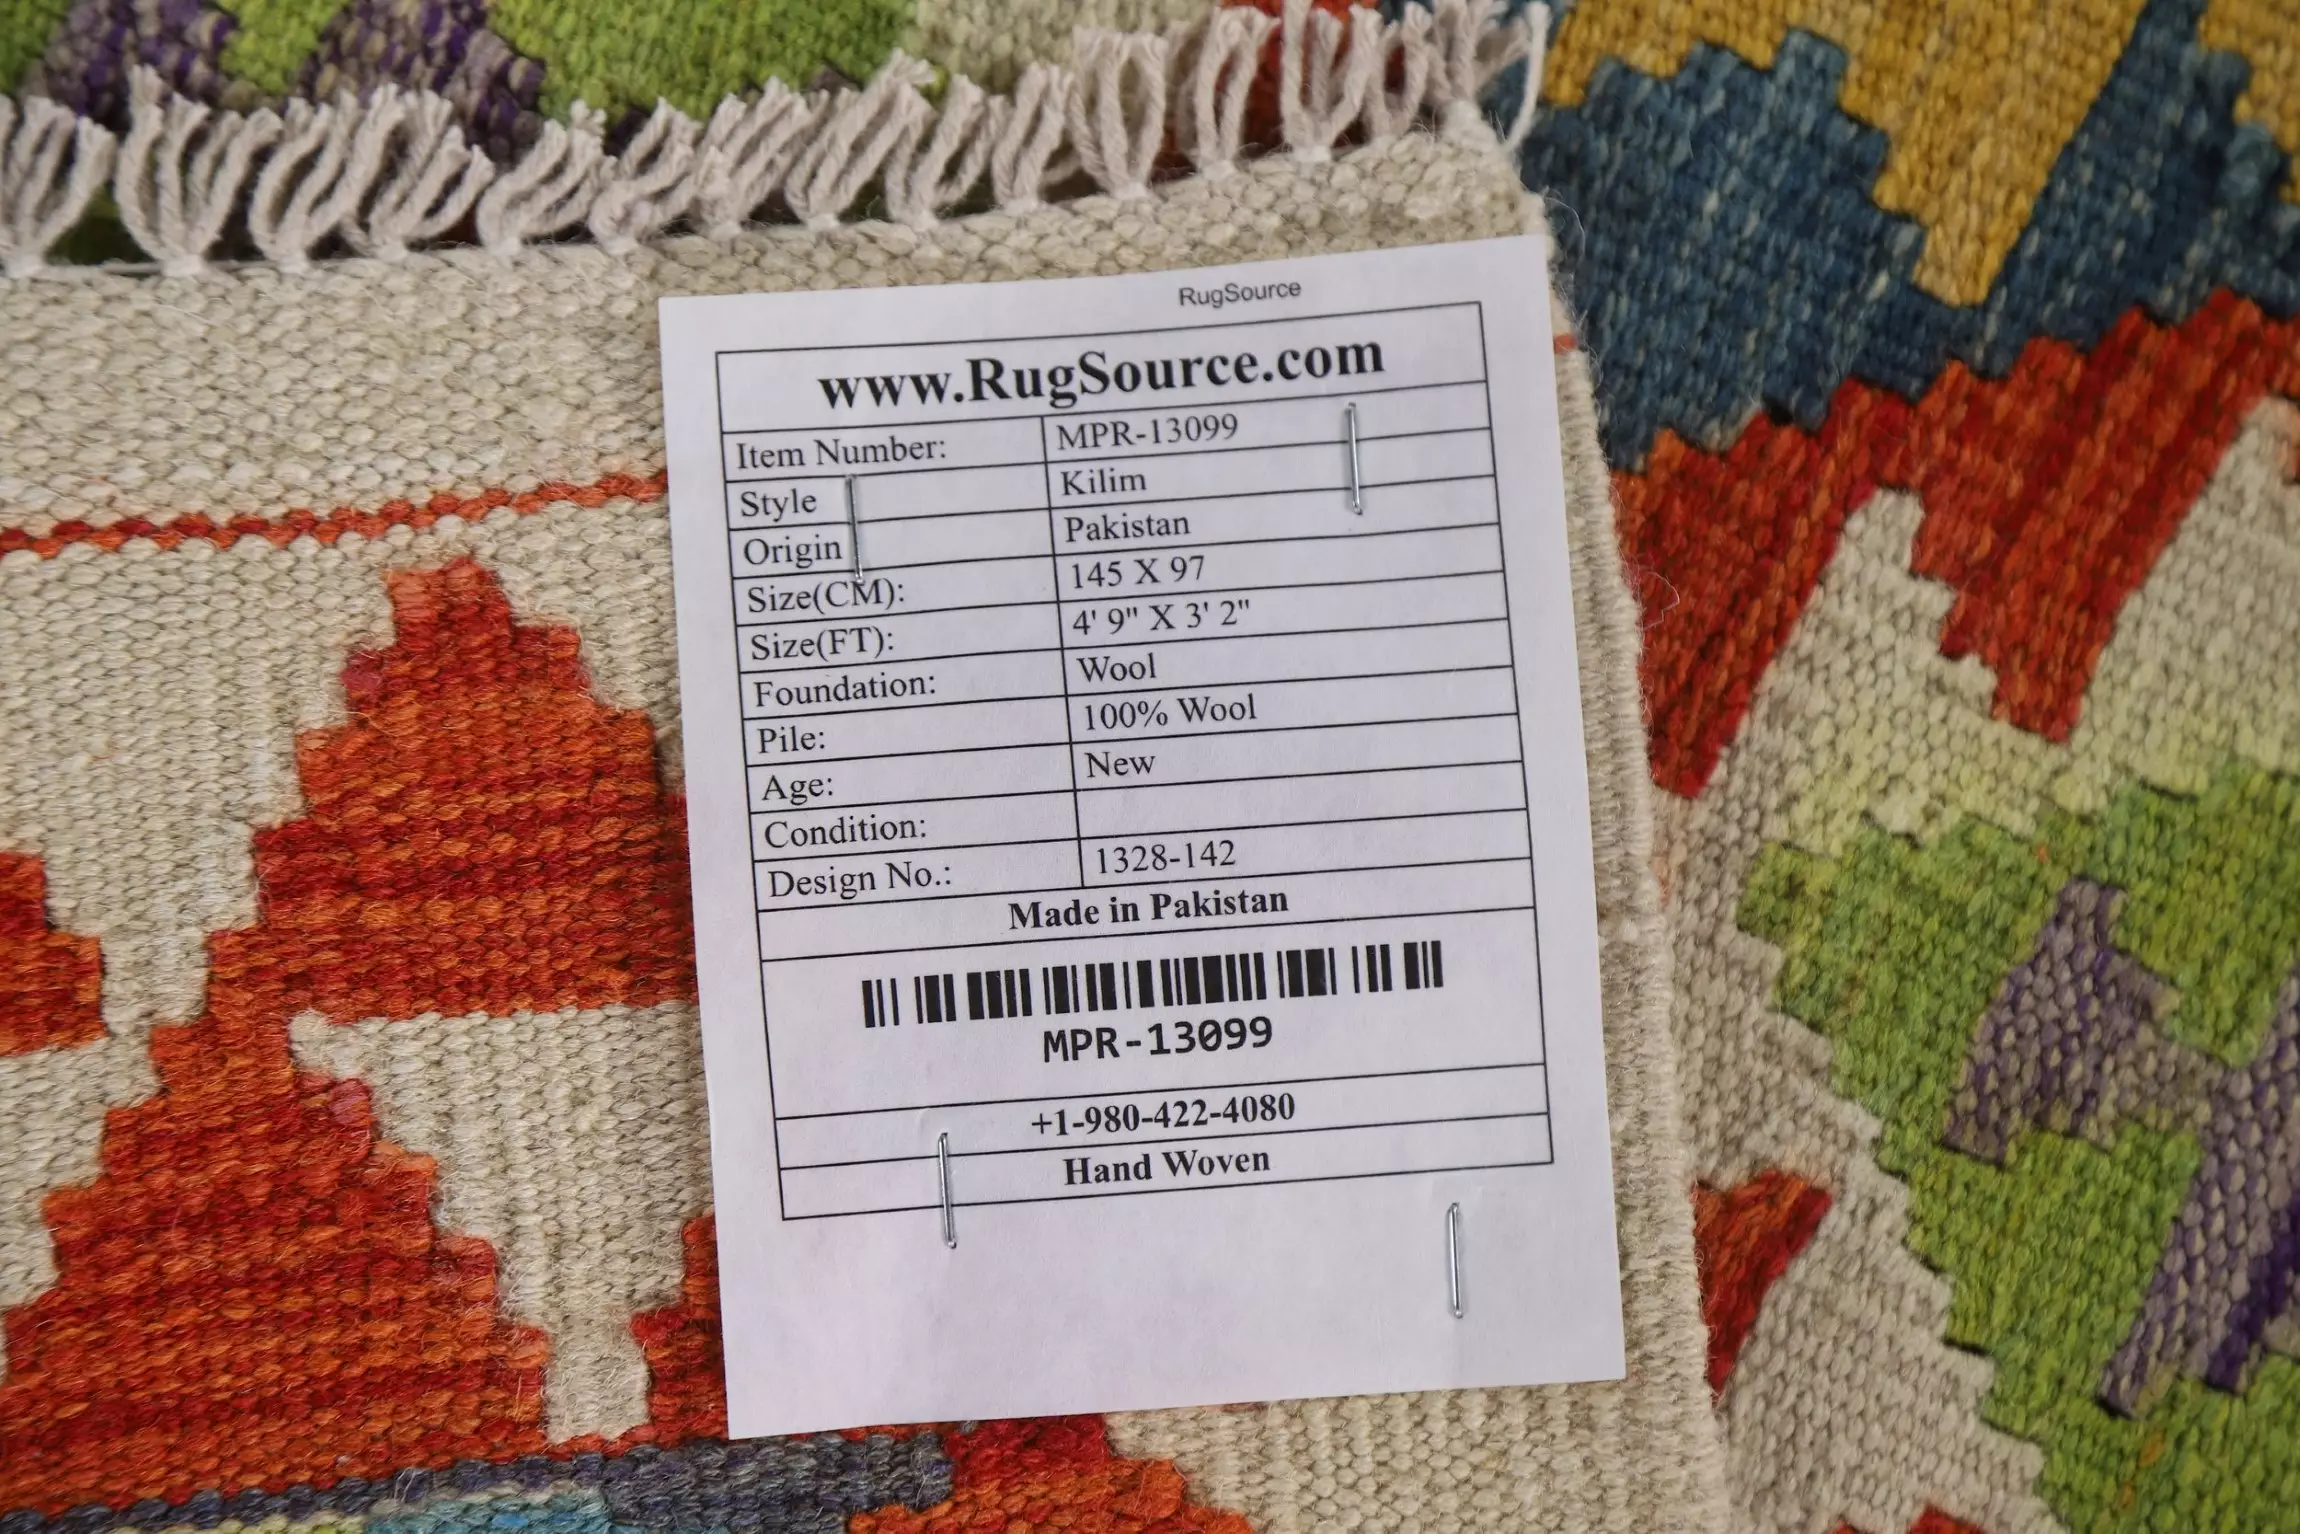 RugSource
www.RugSource.com
Item Number: MPR-13099
Style Kilim
Origin Pakistan
Size(CM): 145 X 97
Size(FT): 4' 9" X 3' 2"
Foundation: Wool
Pile: 100% Wool
Age: New
Condition:
Design No.: 1328-142
Made in Pakistan
MPR-13099
+1-980-422-4080
Hand Woven